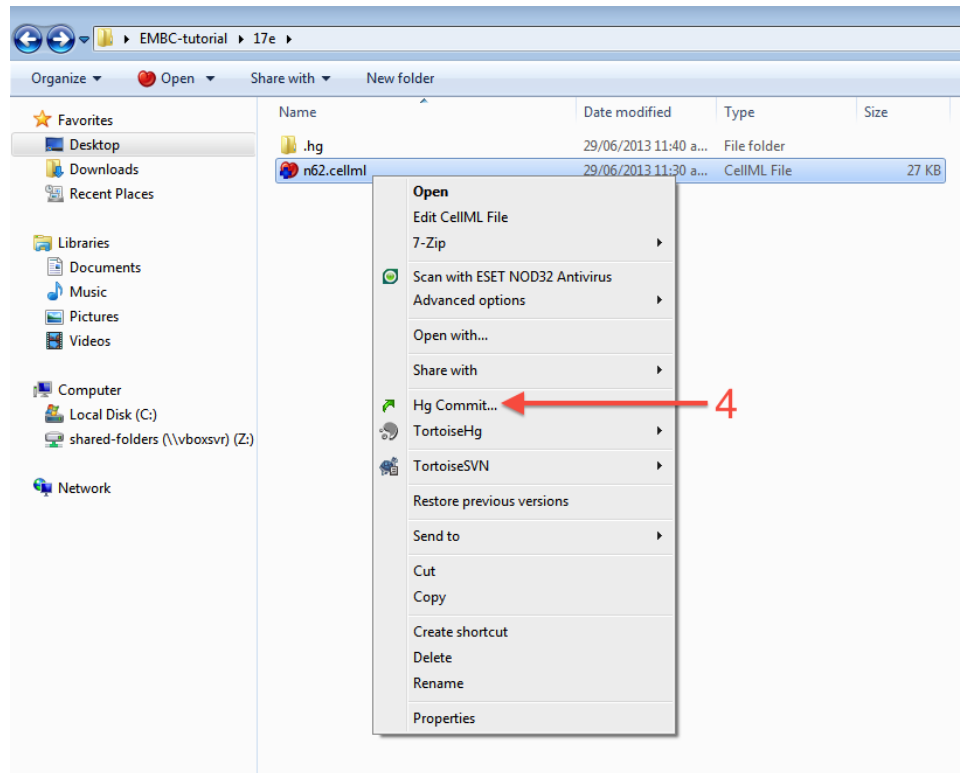 EMBC-tutorial 17e
Organize Open Share with New folder
Name Date modified Type Size
Favorites
Desktop
Downloads
Recent Places
Libraries
Documents
Music
Pictures
Videos
Computer
Local Disk (C:)
shared-folders (\\vboxsvr) (Z:)
Network
.hg 29/06/2013 11:40 a... File folder
n62.cellml 29/06/2013 11:30 a... CellML File 27 KB
Open
Edit CellML File
7-Zip
Scan with ESET NOD32 Antivirus
Advanced options
Open with...
Share with
Hg Commit... 4
TortoiseHg
TortoiseSVN
Restore previous versions
Send to
Cut
Copy
Create shortcut
Delete
Rename
Properties